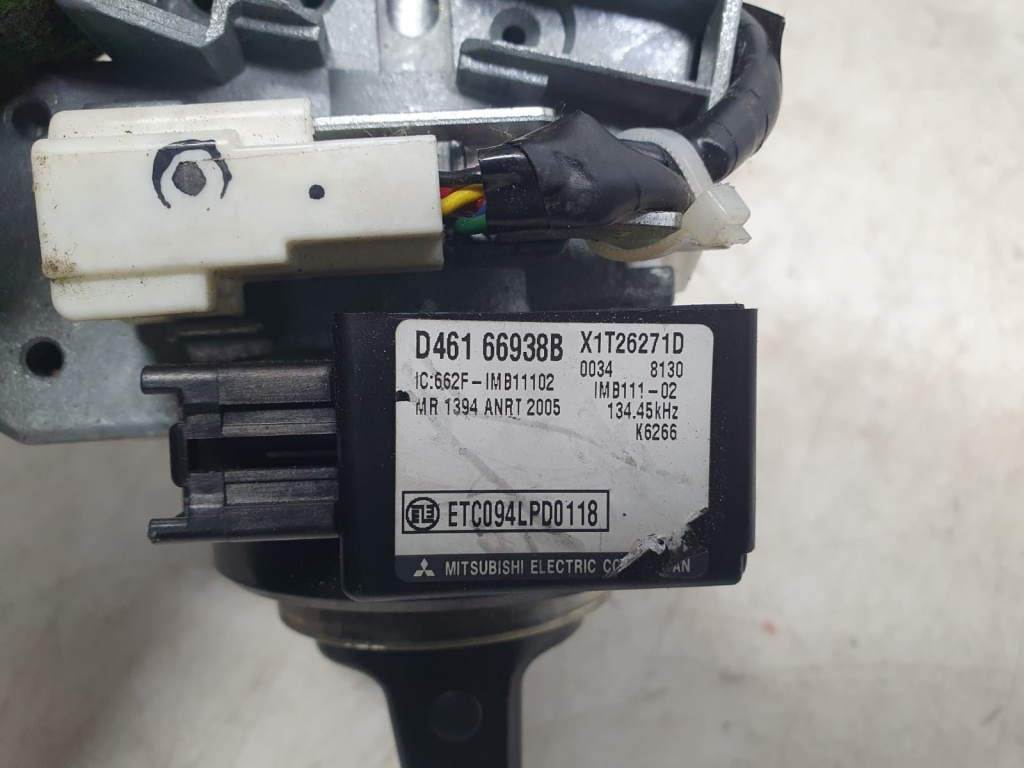 D461 66938B X1T26271D
0034 8130
IC:662F-IMB11102 IMB111-02
MR 1394 ANRT 2005 134.45kHz
K6266
ETC094LPD0118
MITSUBISHI ELECTRIC